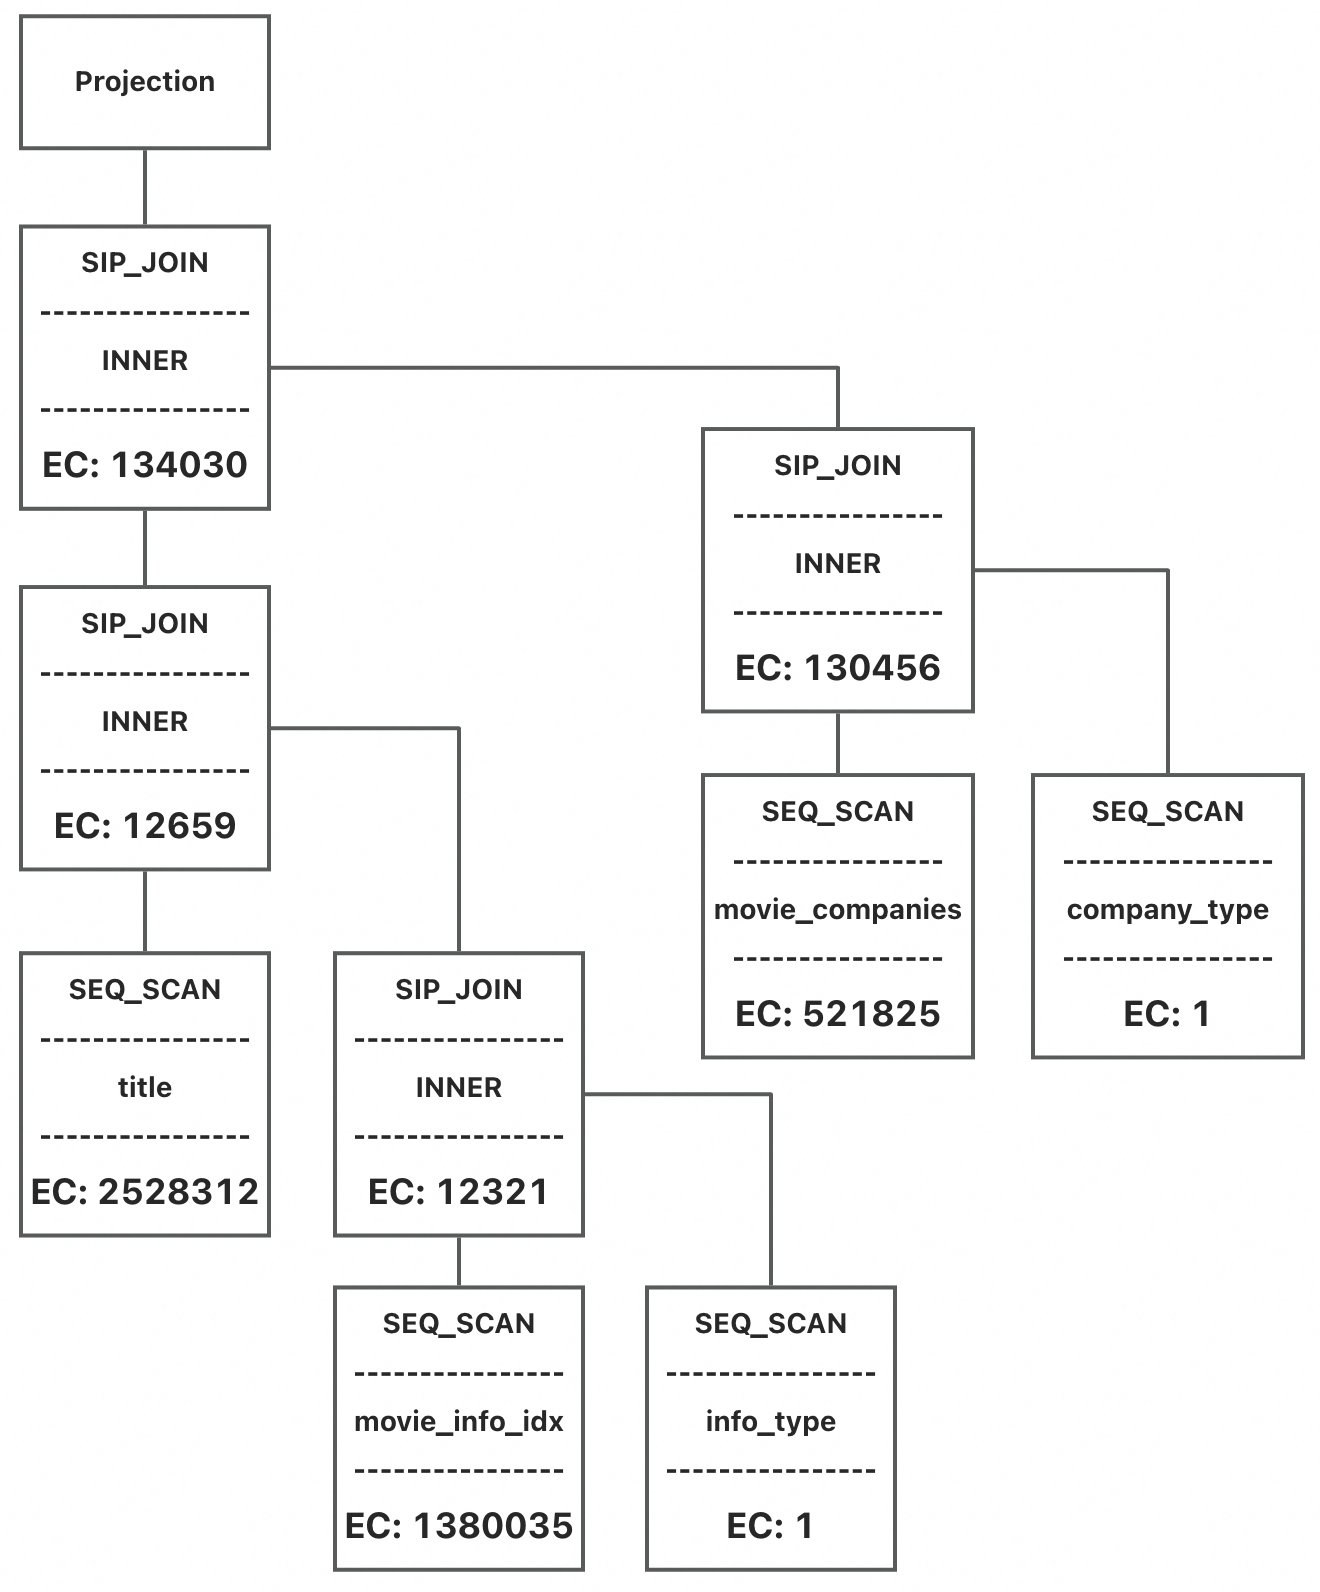 Projection
SIP_JOIN
----------------
INNER
----------------
EC: 134030
SIP_JOIN
----------------
INNER
----------------
EC: 130456
SIP_JOIN
----------------
INNER
----------------
EC: 12659
SEQ_SCAN
----------------
movie_companies
----------------
EC: 521825
SEQ_SCAN
----------------
company_type
----------------
EC: 1
SEQ_SCAN
----------------
title
----------------
EC: 2528312
SIP_JOIN
----------------
INNER
----------------
EC: 12321
SEQ_SCAN
----------------
movie_info_idx
----------------
EC: 1380035
SEQ_SCAN
----------------
info_type
----------------
EC: 1